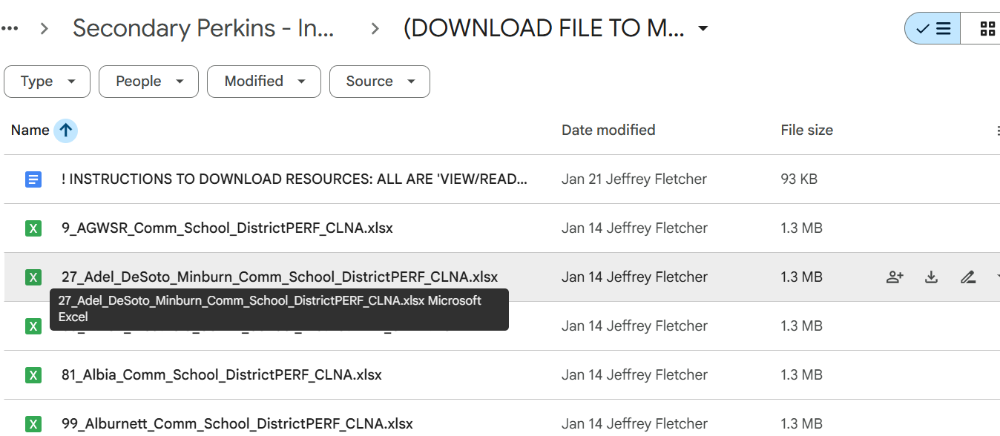 ... > Secondary Perkins - In... > (DOWNLOAD FILE TO M...
Type People Modified Source
Name Date modified File size
! INSTRUCTIONS TO DOWNLOAD RESOURCES: ALL ARE 'VIEW/READ... Jan 21 Jeffrey Fletcher 93 KB
9_AGWSR_Comm_School_DistrictPERF_CLNA.xlsx Jan 14 Jeffrey Fletcher 1.3 MB
27_Adel_DeSoto_Minburn_Comm_School_DistrictPERF_CLNA.xlsx Jan 14 Jeffrey Fletcher 1.3 MB
27_Adel_DeSoto_Minburn_Comm_School_DistrictPERF_CLNA.xlsx Microsoft
Excel
Jan 14 Jeffrey Fletcher 1.3 MB
81_Albia_Comm_School_DistrictPERF_CLNA.xlsx Jan 14 Jeffrey Fletcher 1.3 MB
99_Alburnett_Comm_School_DistrictPERF_CLNA.xlsx Jan 14 Jeffrey Fletcher 1.3 MB